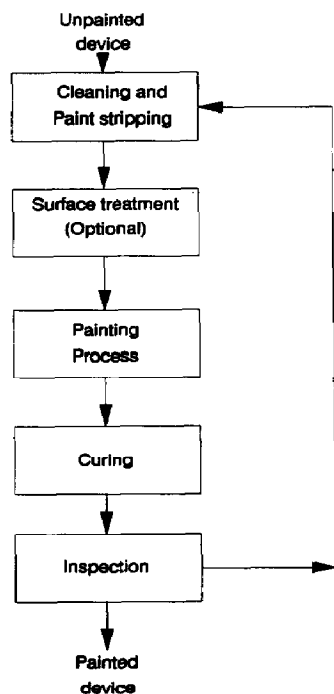 Unpainted
device
Cleaning and
Paint stripping
Surface treatment
(Optional)
Painting
Process
Curing
Inspection
Painted
device